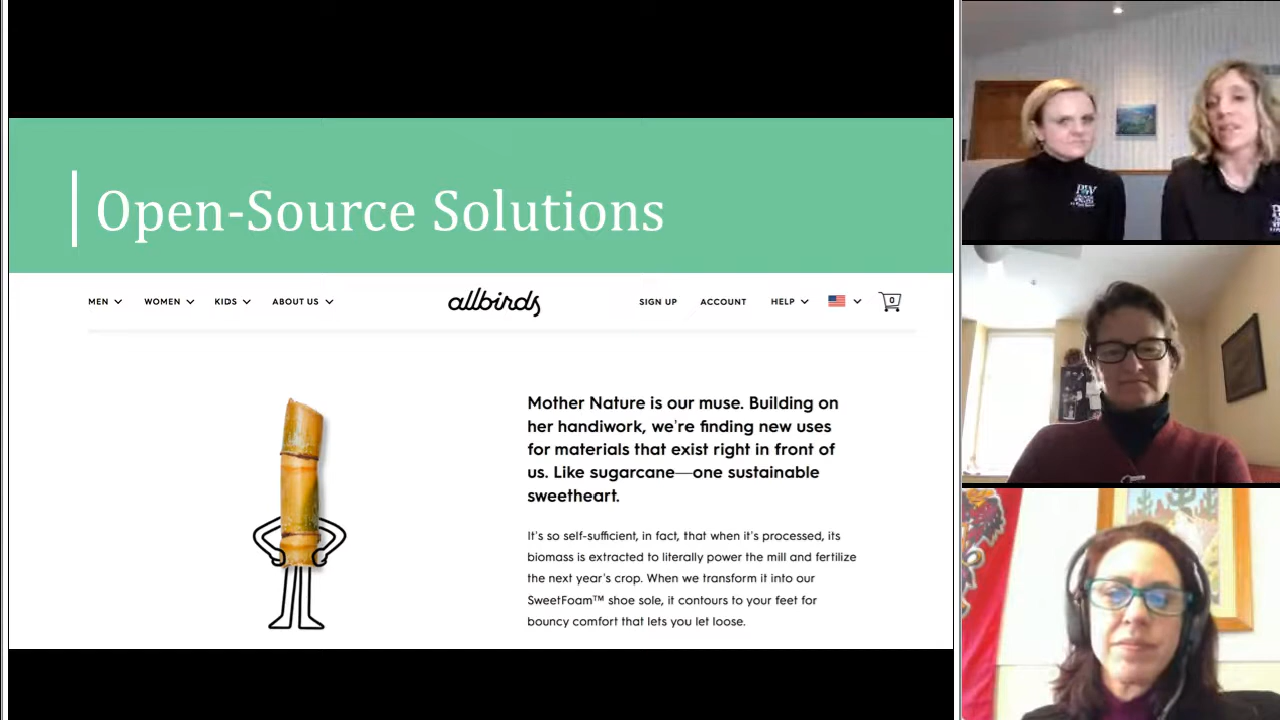 Open-Source Solutions
MEN WOMEN KIDS ABOUT US allbirds SIGN UP ACCOUNT HELP 0
Mother Nature is our muse. Building on
her handiwork, we're finding new uses
for materials that exist right in front of
us. Like sugarcane—one sustainable
sweetheart.
It's so self-sufficient, in fact, that when it's processed, its
biomass is extracted to literally power the mill and fertilize
the next year's crop. When we transform it into our
SweetFoam™ shoe sole, it contours to your feet for
bouncy comfort that lets you let loose.